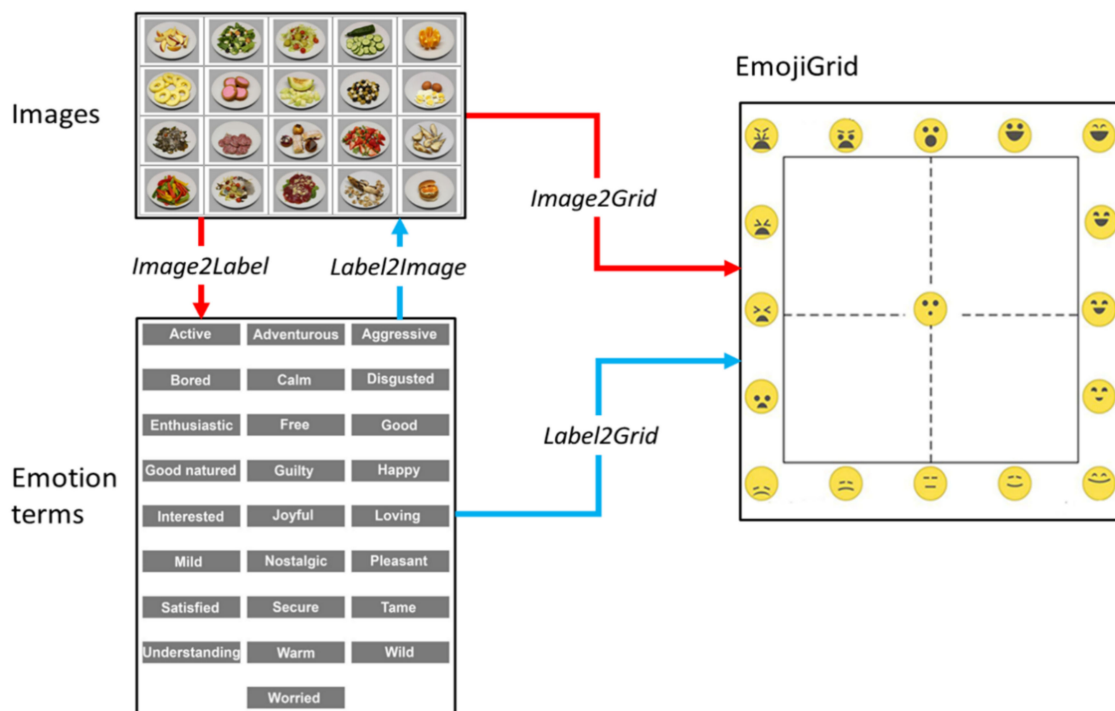 EmojiGrid
Images
Image2Grid
Image2Label
Label2Image
Active Adventurous Aggressive
Bored Calm Disgusted
Enthusiastic Free Good
Label2Grid
Good natured Guilty Happy
Emotion
terms
Interested Joyful Loving
Mild Nostalgic Pleasant
Satisfied Secure Tame
Understanding Warm Wild
Worried